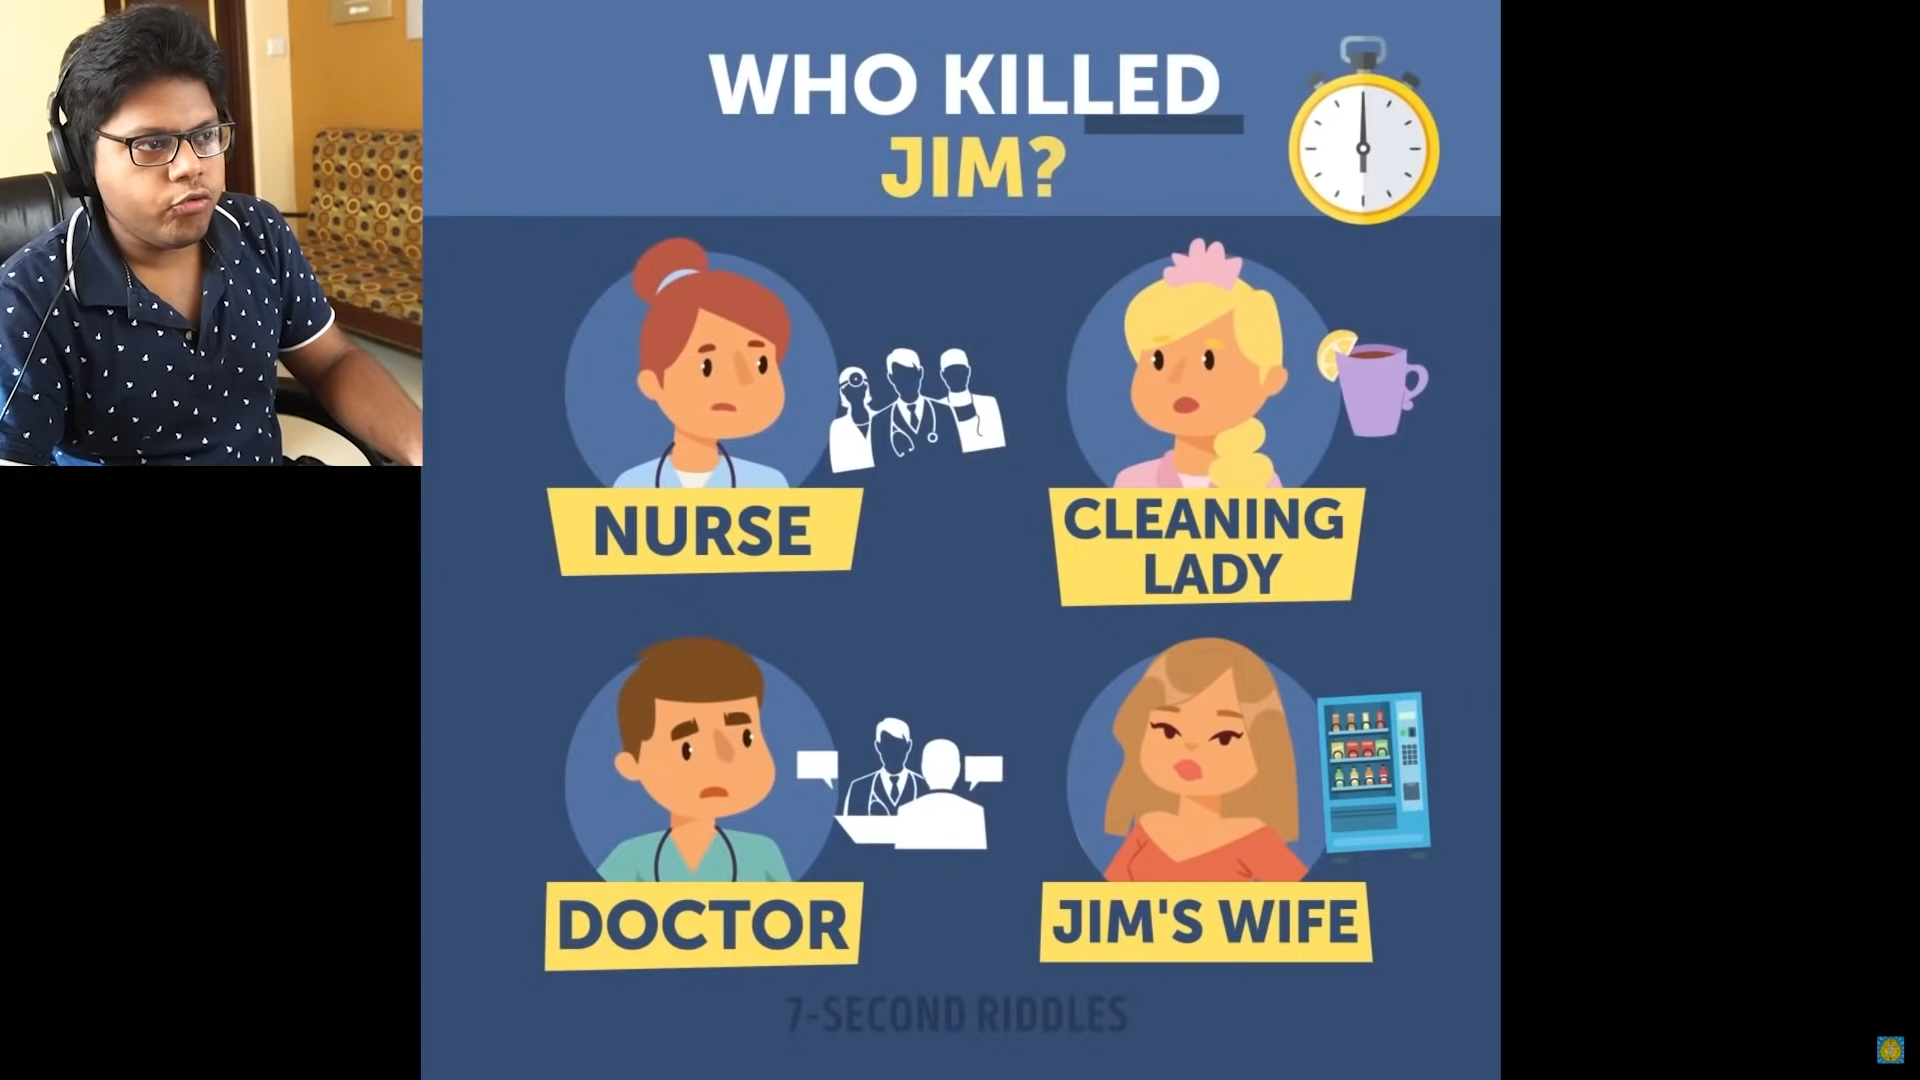 WHO KILLED
JIM?
NURSE
CLEANING
LADY
DOCTOR
JIM'S WIFE
7-SECOND RIDDLES